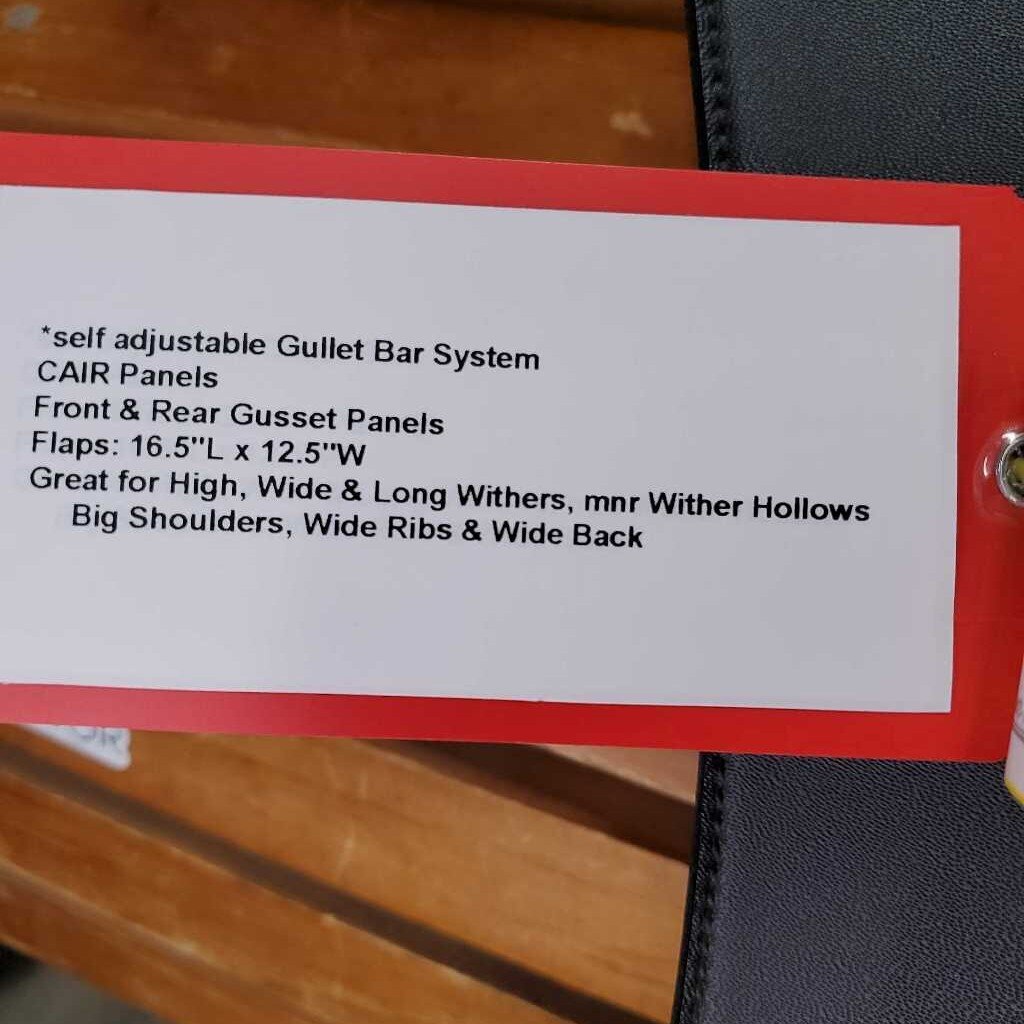 *self adjustable Gullet Bar System
CAIR Panels
Front & Rear Gusset Panels
Flaps: 16.5"L x 12.5"W
Great for High, Wide & Long Withers, mnr Wither Hollows
Big Shoulders, Wide Ribs & Wide Back